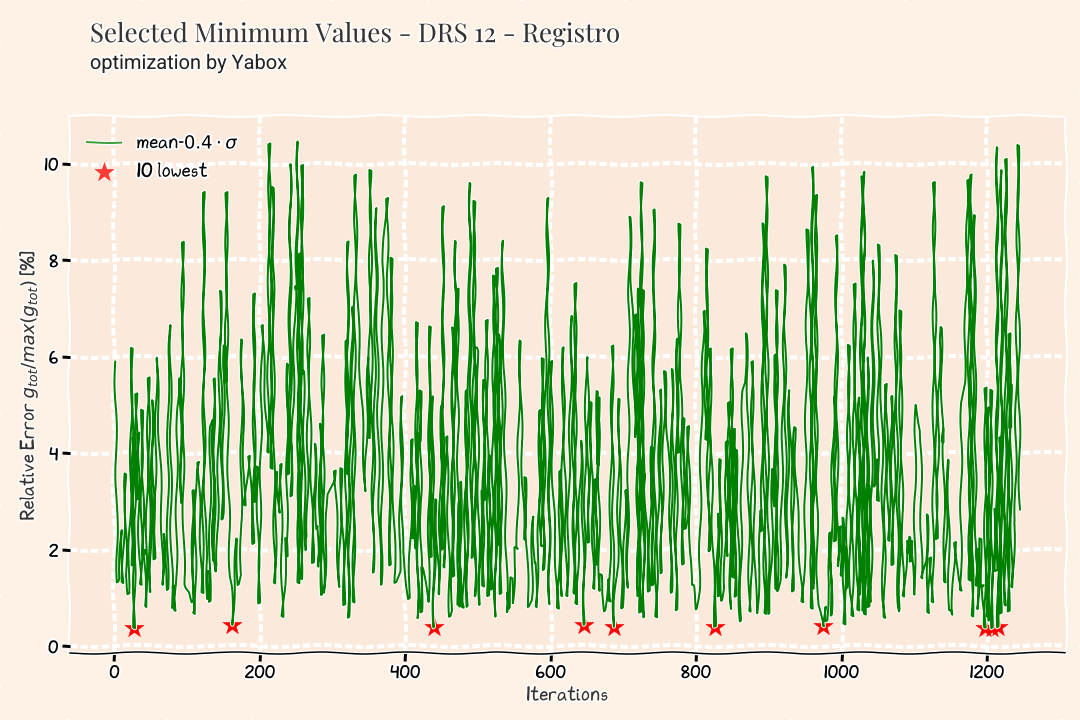 Selected Minimum Values - DRS 12 - Registro
optimization by Yabox
mean-0.4 · σ
10 lowest
Relative Error g_tot/max(g_tot) [%]
10
8
6
4
2
0
0 200 400 600 800 1000 1200
Iterations